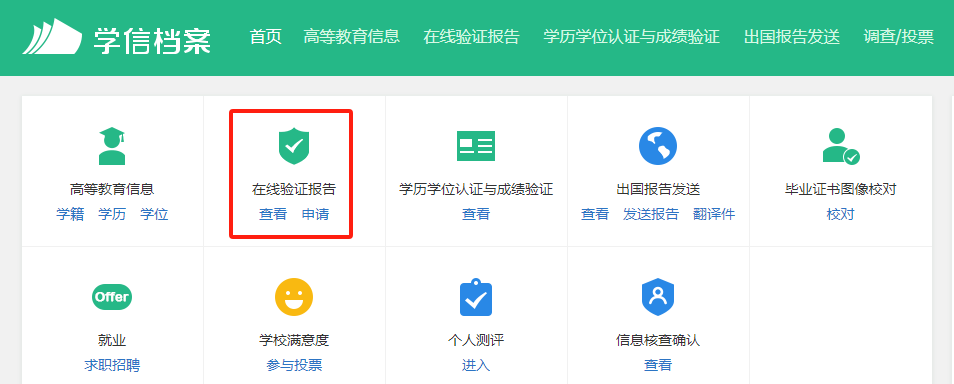 学信档案 首页 高等教育信息 在线验证报告 学历学位认证与成绩验证 出国报告发送 调查/投票
高等教育信息 在线验证报告 学历学位认证与成绩验证 出国报告发送 毕业证书图像校对
学籍 学历 学位 查看 申请 查看 查看 发送报告 翻译件 校对
Offer
就业 学校满意度 个人测评 信息核查确认
求职招聘 参与投票 进入 查看